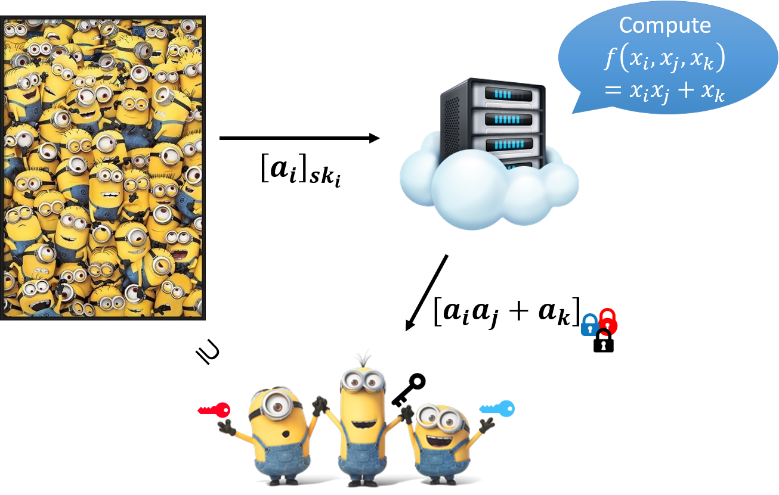 Compute
f(x_i, x_j, x_k)
= x_i x_j + x_k
[a_i]_{sk_i}
[a_i a_j + a_k]
⊆